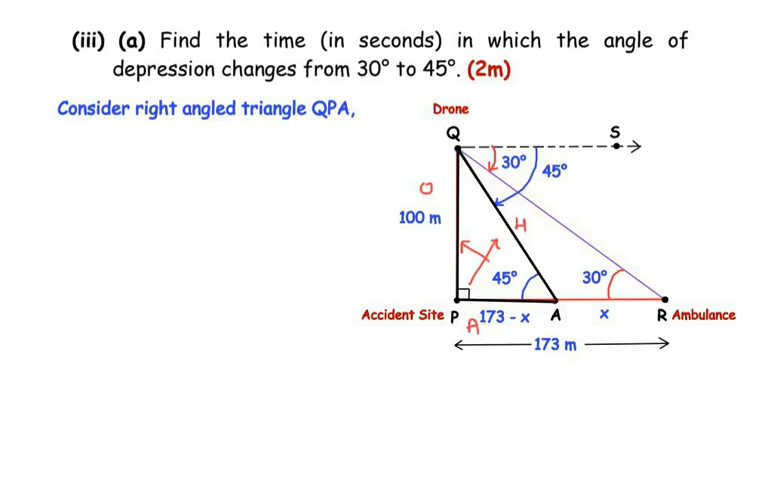 (iii) (a) Find the time (in seconds) in which the angle of
depression changes from 30° to 45°. (2m)
Consider right angled triangle QPA,
Drone
Q
S
30°
45°
O
100 m
H
45°
30°
Accident Site P
A
173 - x
A
x
R Ambulance
173 m